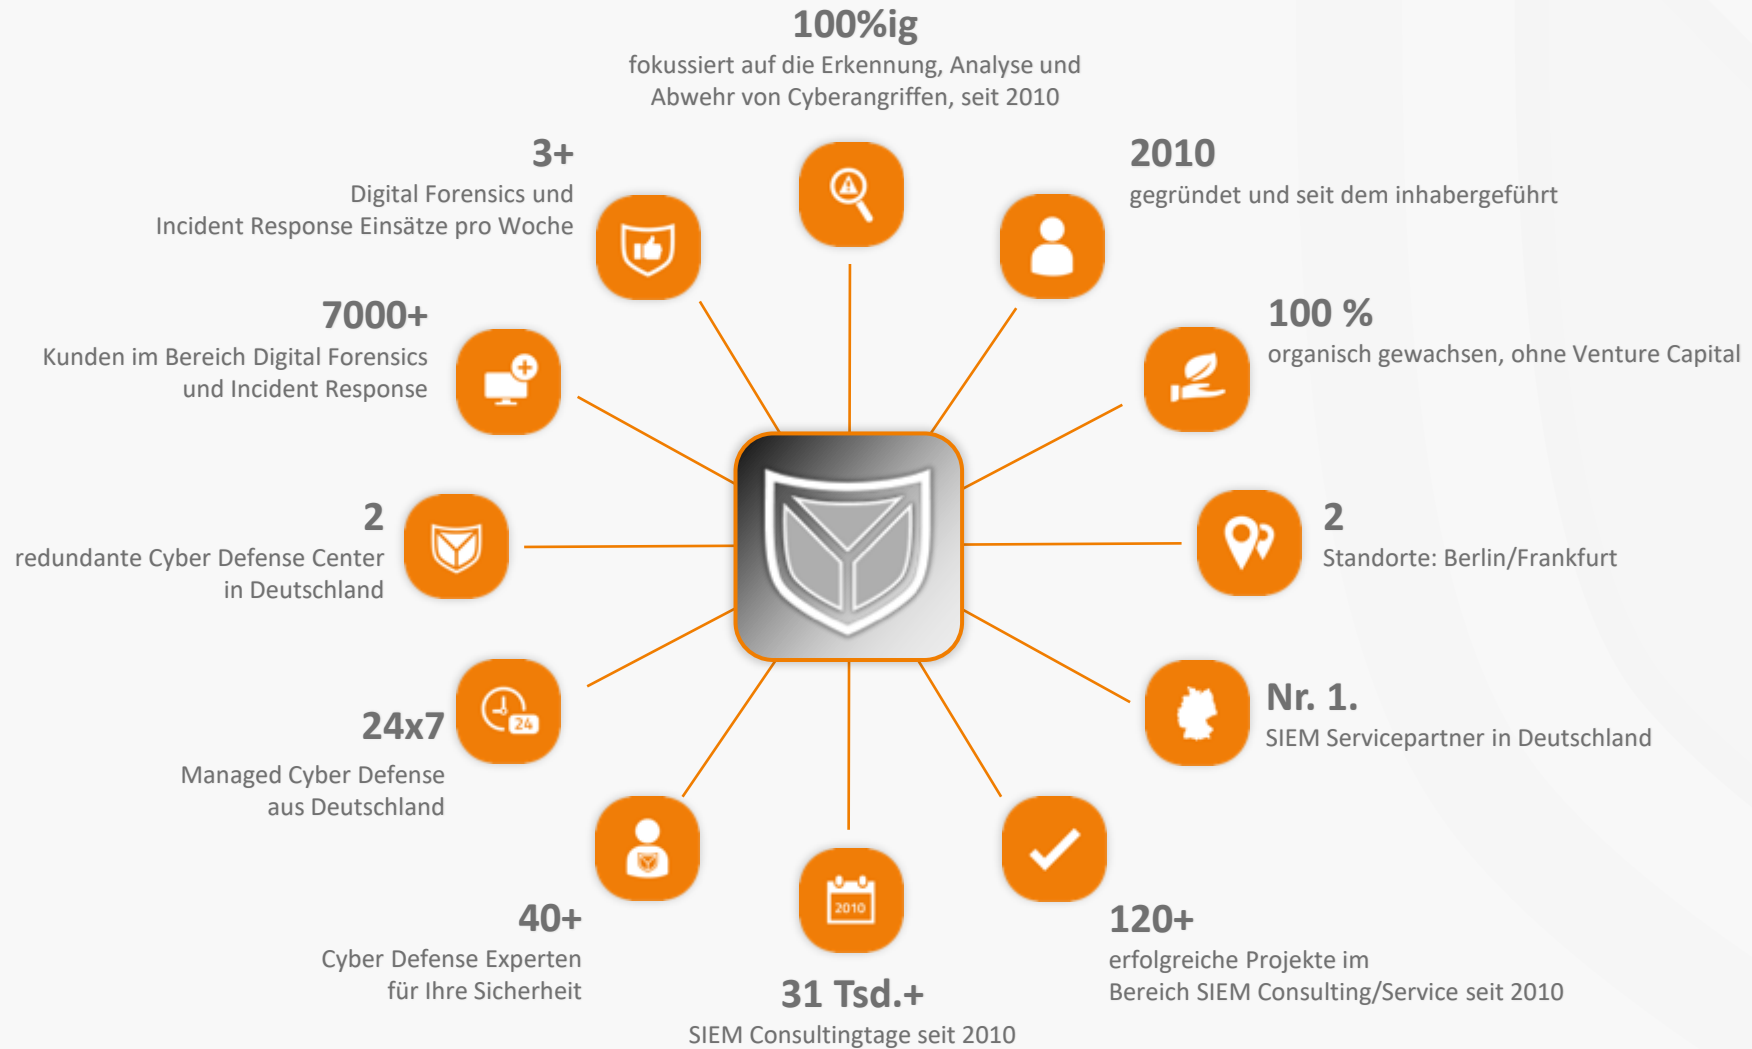 100%ig
fokussiert auf die Erkennung, Analyse und
Abwehr von Cyberangriffen, seit 2010
2010
gegründet und seit dem inhabergeführt
100 %
organisch gewachsen, ohne Venture Capital
2
Standorte: Berlin/Frankfurt
Nr. 1.
SIEM Servicepartner in Deutschland
120+
erfolgreiche Projekte im
Bereich SIEM Consulting/Service seit 2010
2010
31 Tsd.+
SIEM Consultingtage seit 2010
40+
Cyber Defense Experten
für Ihre Sicherheit
24
24x7
Managed Cyber Defense
aus Deutschland
2
redundante Cyber Defense Center
in Deutschland
7000+
Kunden im Bereich Digital Forensics
und Incident Response
3+
Digital Forensics und
Incident Response Einsätze pro Woche